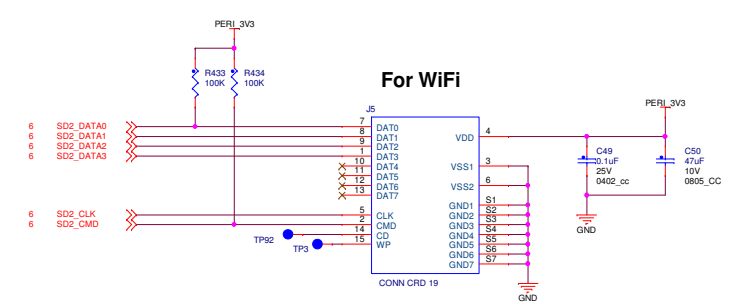 PERI_3V3
R433
100K
R434
100K
For WiFi
J5
6 SD2_DATA0
6 SD2_DATA1
6 SD2_DATA2
6 SD2_DATA3
6 SD2_CLK
6 SD2_CMD
TP92
TP3
7 DAT0
8 DAT1
9 DAT2
1 DAT3
10 DAT4
11 DAT5
12 DAT6
13 DAT7
5 CLK
2 CMD
14 CD
15 WP
VDD 4
VSS1 3
VSS2 6
GND1 S1
GND2 S2
GND3 S3
GND4 S4
GND5 S5
GND6 S6
GND7 S7
CONN CRD 19
GND
PERI_3V3
C49
0.1uF
25V
0402_cc
C50
47uF
10V
0805_CC
GND